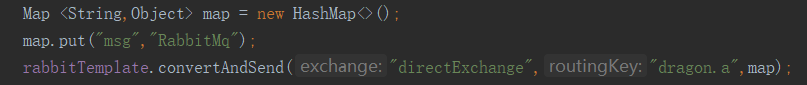 Map <String,Object> map = new HashMap<>();
map.put("msg","RabbitMq");
rabbitTemplate.convertAndSend( exchange: "directExchange", routingKey: "dragon.a",map);